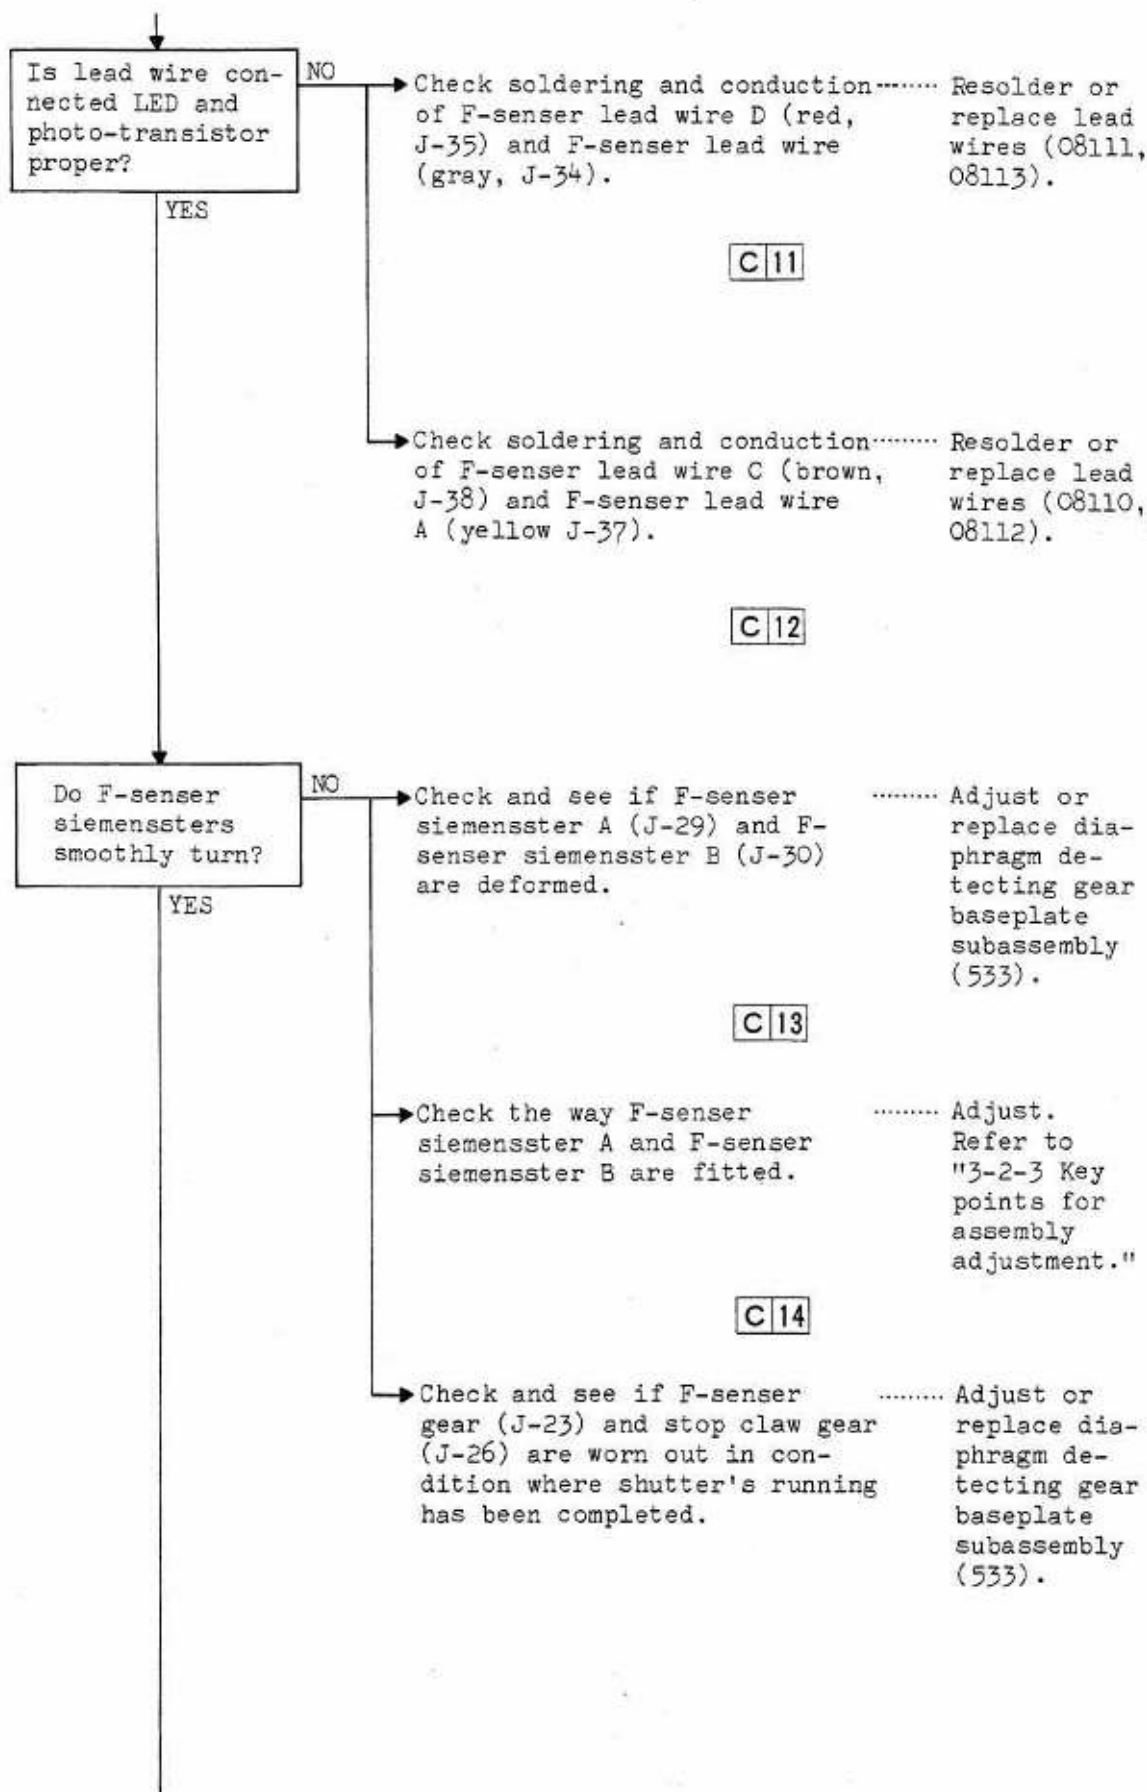 Is lead wire con-
nected LED and
photo-transistor
proper?
NO
YES
Check soldering and conduction ········ Resolder or
of F-senser lead wire D (red, replace lead
J-35) and F-senser lead wire wires (08111,
(gray, J-34). 08113).
C 11
Check soldering and conduction ········ Resolder or
of F-senser lead wire C (brown, replace lead
J-38) and F-senser lead wire wires (08110,
A (yellow J-37). 08112).
C 12
Do F-senser
siemenssters
smoothly turn?
NO
YES
Check and see if F-senser ········ Adjust or
siemensster A (J-29) and F- replace dia-
senser siemensster B (J-30) phragm de-
are deformed. tecting gear
baseplate
subassembly
(533).
C 13
Check the way F-senser ········ Adjust.
siemensster A and F-senser Refer to
siemensster B are fitted. "3-2-3 Key
points for
assembly
adjustment."
C 14
Check and see if F-senser ········ Adjust or
gear (J-23) and stop claw gear replace dia-
(J-26) are worn out in con- phragm de-
dition where shutter's running tecting gear
has been completed. baseplate
subassembly
(533).